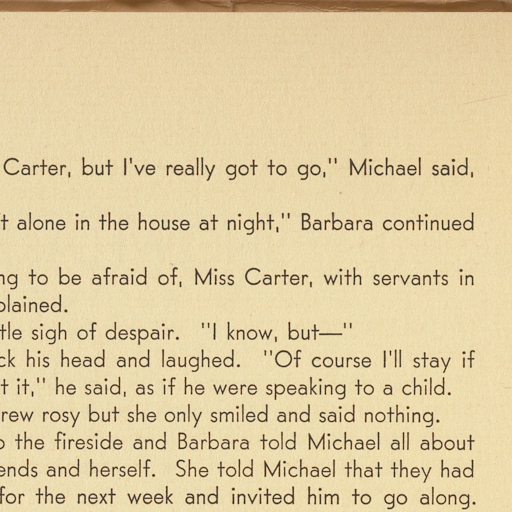 Carter, but I've really got to go," Michael said,
t alone in the house at night," Barbara continued
ng to be afraid of, Miss Carter, with servants in
plained.
tle sigh of despair. "I know, but—"
ck his head and laughed. "Of course I'll stay if
t it," he said, as if he were speaking to a child.
rew rosy but she only smiled and said nothing.
o the fireside and Barbara told Michael all about
ends and herself. She told Michael that they had
for the next week and invited him to go along.